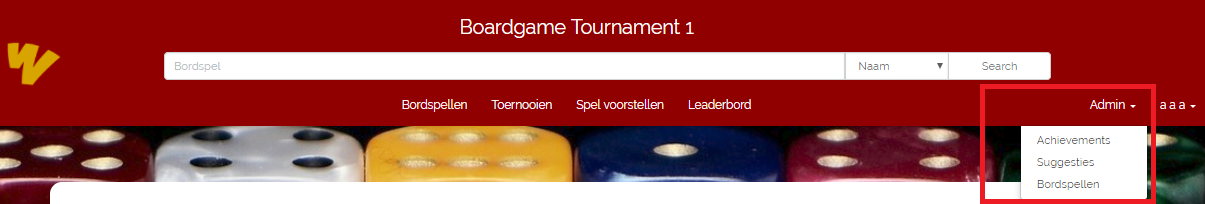 Boardgame Tournament 1
W
Bordspel Naam Search
Bordspellen Toernooien Spel voorstellen Leaderbord Admin a a a
Achievements
Suggesties
Bordspellen